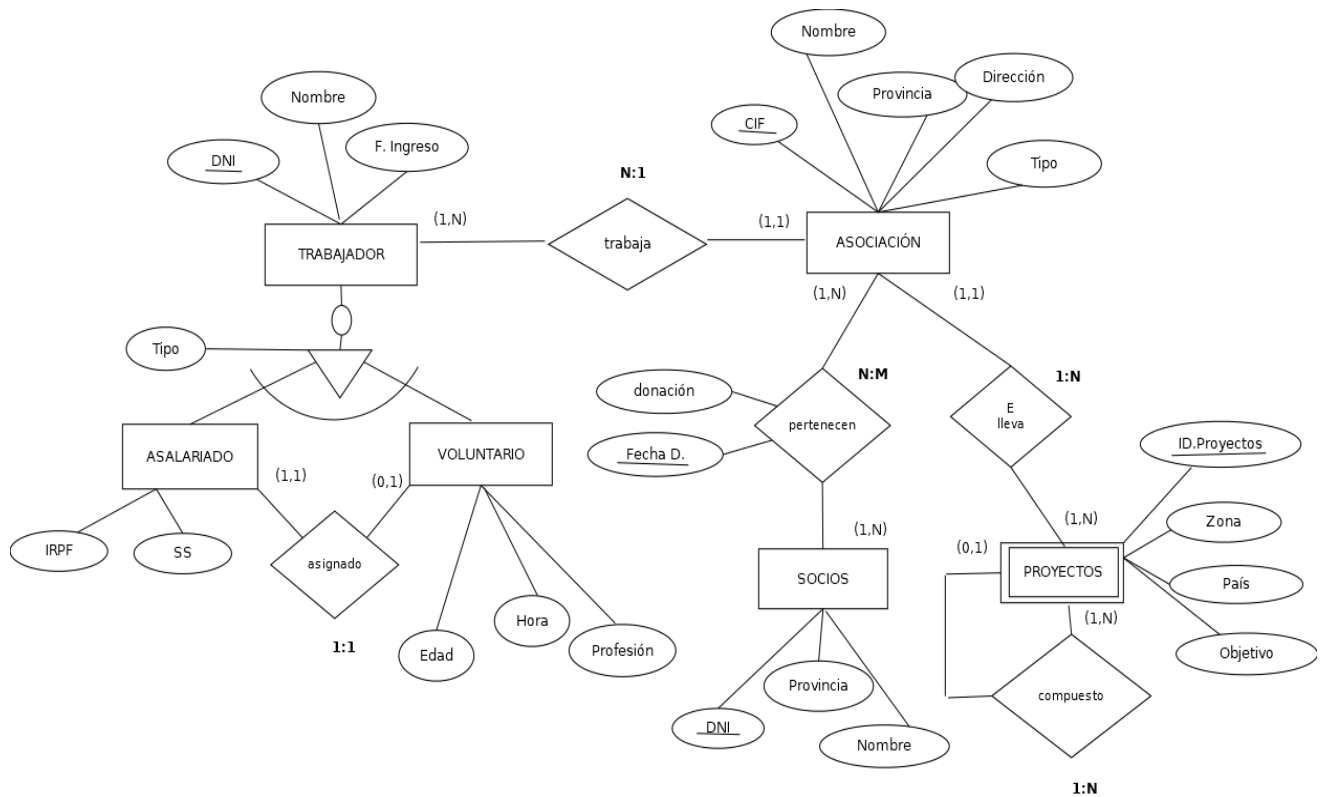 Nombre
Dirección
Provincia
CIF
Tipo
Nombre
F. Ingreso
DNI
N:1
(1,N)
(1,1)
TRABAJADOR
trabaja
ASOCIACIÓN
(1,N)
(1,1)
Tipo
donación
N:M
1:N
E
lleva
pertenecen
Fecha D.
ID.Proyectos
ASALARIADO
VOLUNTARIO
(1,1)
(0,1)
IRPF
SS
asignado
(1,N)
(1,N)
Zona
(0,1)
SOCIOS
PROYECTOS
País
(1,N)
Hora
Edad
Profesión
1:1
Objetivo
Provincia
compuesto
DNI
Nombre
1:N